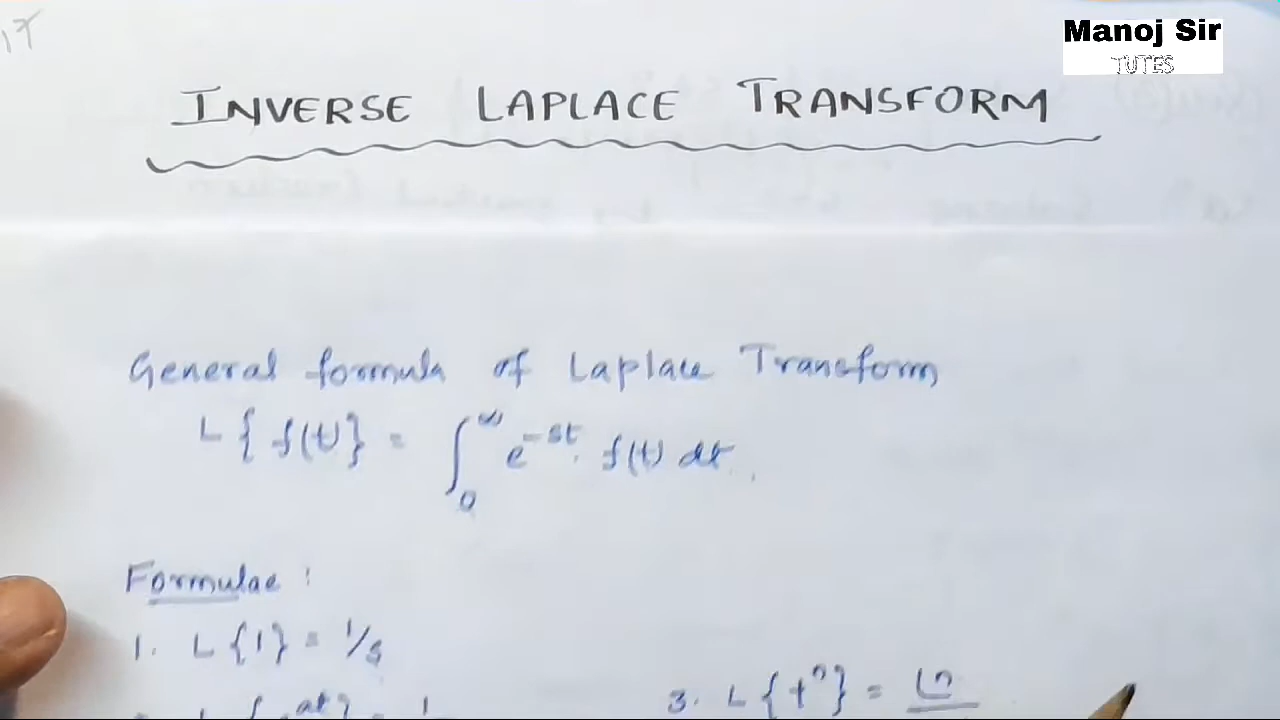 17
Manoj Sir
TUTES
INVERSE LAPLACE TRANSFORM
General formula of Laplace Transform
L{f(t)} = ∫₀^∞ e^{-st}. f(t) dt.
Formulae :
1. L{1} = 1/s
3. L{t^n} = ⌊n